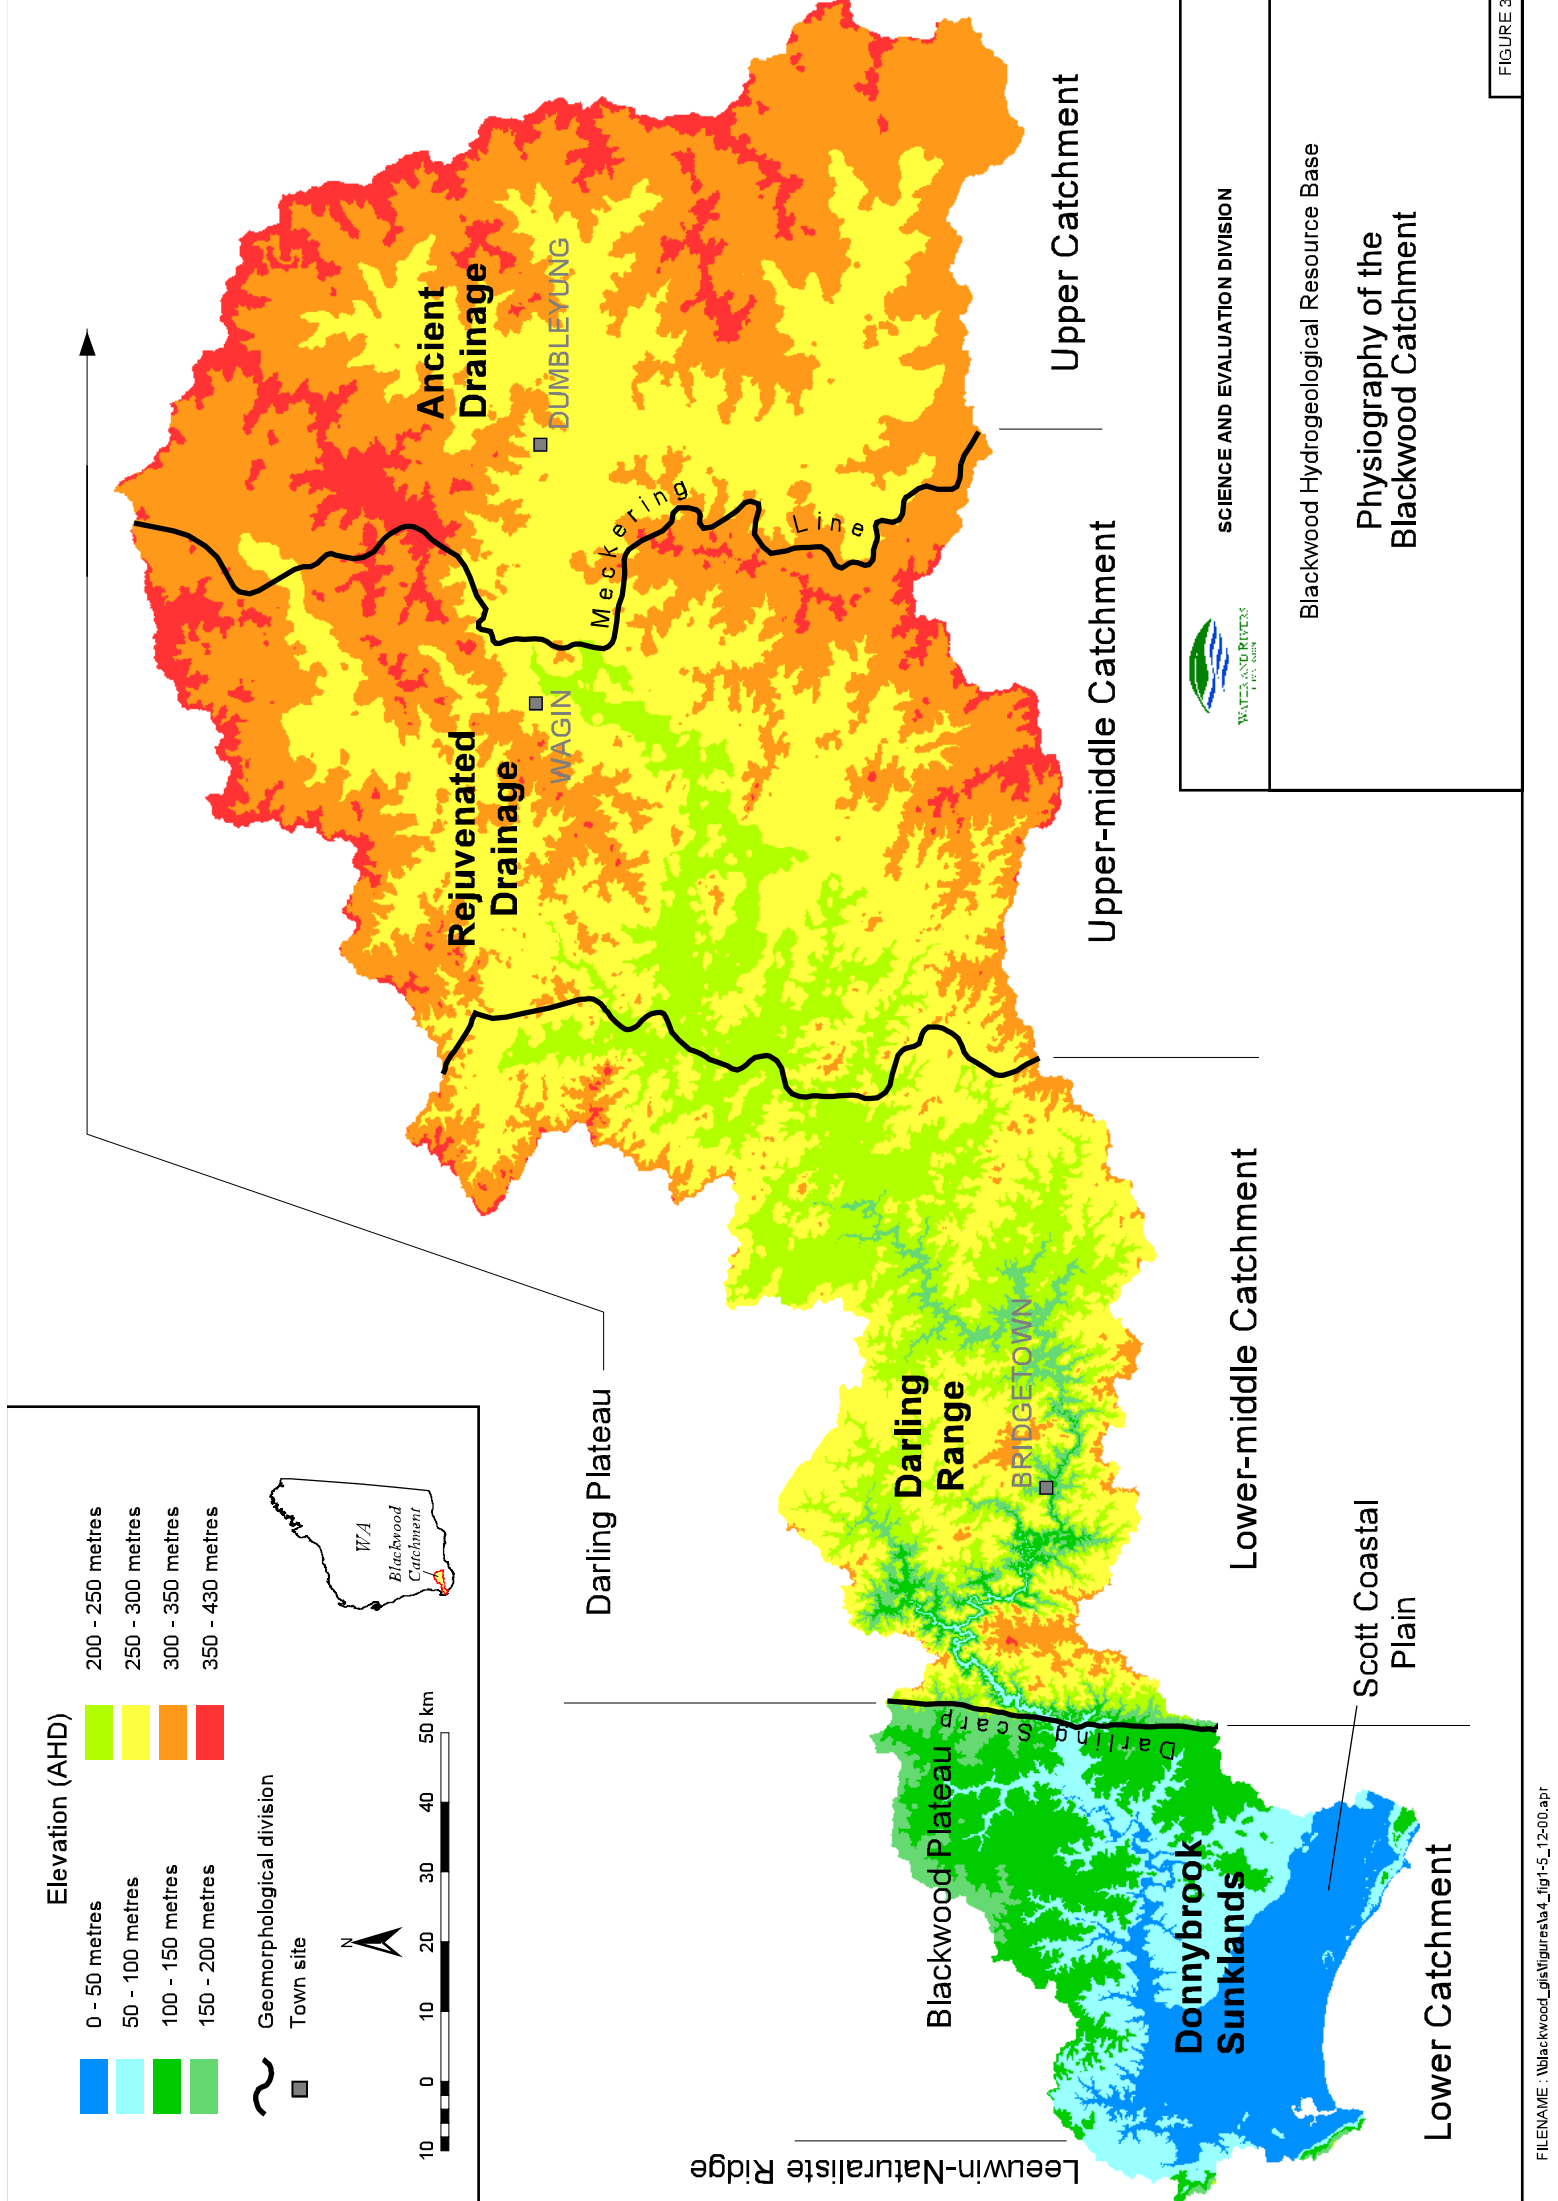 Elevation (AHD)
0 - 50 metres
50 - 100 metres
100 - 150 metres
150 - 200 metres
200 - 250 metres
250 - 300 metres
300 - 350 metres
350 - 430 metres
Geomorphological division
Town site
N
10
0
10
20
30
40
50 km
WA
Blackwood
Catchment
Darling Plateau
Leeuwin-Naturaliste Ridge
Blackwood Plateau
Darling Scarp
Donnybrook
Sunklands
Scott Coastal
Plain
Darling
Range
BRIDGETOWN
Rejuvenated
Drainage
WAGIN
Meckering Line
Ancient
Drainage
DUMBLEYUNG
Lower Catchment
Lower-middle Catchment
Upper-middle Catchment
Upper Catchment
WATER AND RIVERS
SCIENCE AND EVALUATION DIVISION
Blackwood Hydrogeological Resource Base
Physiography of the
Blackwood Catchment
FIGURE 3
FILENAME : \\blackwood_gis\figures\a4_fig1-5_12-00.apr